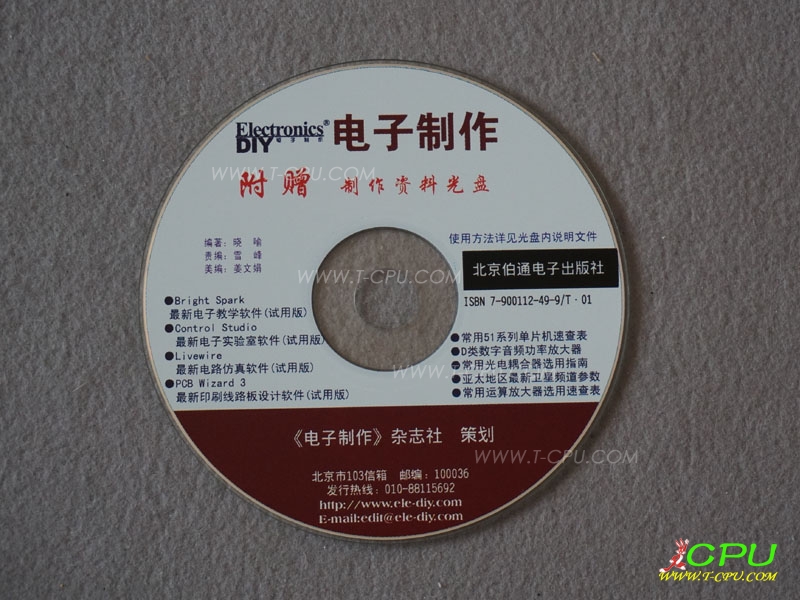 Electronics®
DIY 电子制作
电子制作
附赠 制作资料光盘
WWW.T-CPU.COM
编著: 晓 喻
责编: 雪 峰
美编: 姜文娟
使用方法详见光盘内说明文件
北京伯通电子出版社
WWW.T-CPU.COM
ISBN 7-900112-49-9/T·01
●Bright Spark
最新电子教学软件(试用版)
●Control Studio
最新电子实验室软件(试用版)
●Livewire
最新电路仿真软件(试用版)
●PCB Wizard 3
最新印刷线路板设计软件(试用版)
●常用51系列单片机速查表
●D类数字音频功率放大器
●常用光电耦合器选用指南
●亚太地区最新卫星频道参数
●常用运算放大器选用速查表
WWW.T-CPU.COM
WWW.T-CPU.COM
《电子制作》杂志社 策划
WWW.T-CPU.COM
北京市103信箱 邮编: 100036
发行热线: 010-88115692
http://www.ele-diy.com
E-mail:edit@ele-diy.com
CPU
WWW.T-CPU.COM